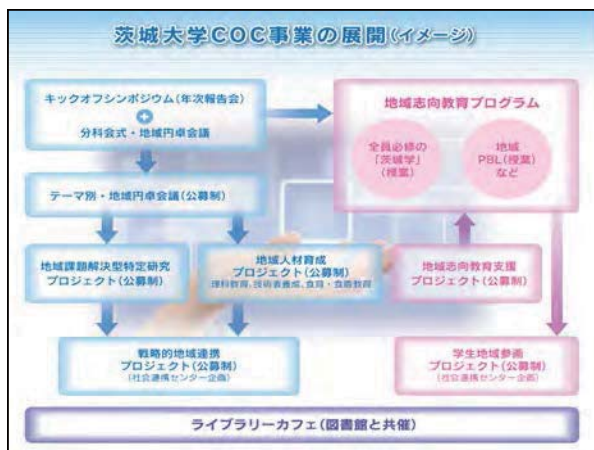 茨城大学COC事業の展開(イメージ)
キックオフシンポジウム(年次報告会)
分科会式・地域円卓会議
地域志向教育プログラム
全員必修の
「茨城学」
(授業)
地域
PBL(授業)
など
テーマ別・地域円卓会議(公募制)
地域課題解決型特定研究
プロジェクト(公募制)
地域人材育成
プロジェクト(公募制)
理科教育、技術者養成、食育・食農教育
地域志向教育支援
プロジェクト(公募制)
戦略的地域連携
プロジェクト(公募制)
(社会連携センター企画)
学生地域参画
プロジェクト(公募制)
(社会連携センター企画)
ライブラリーカフェ(図書館と共催)